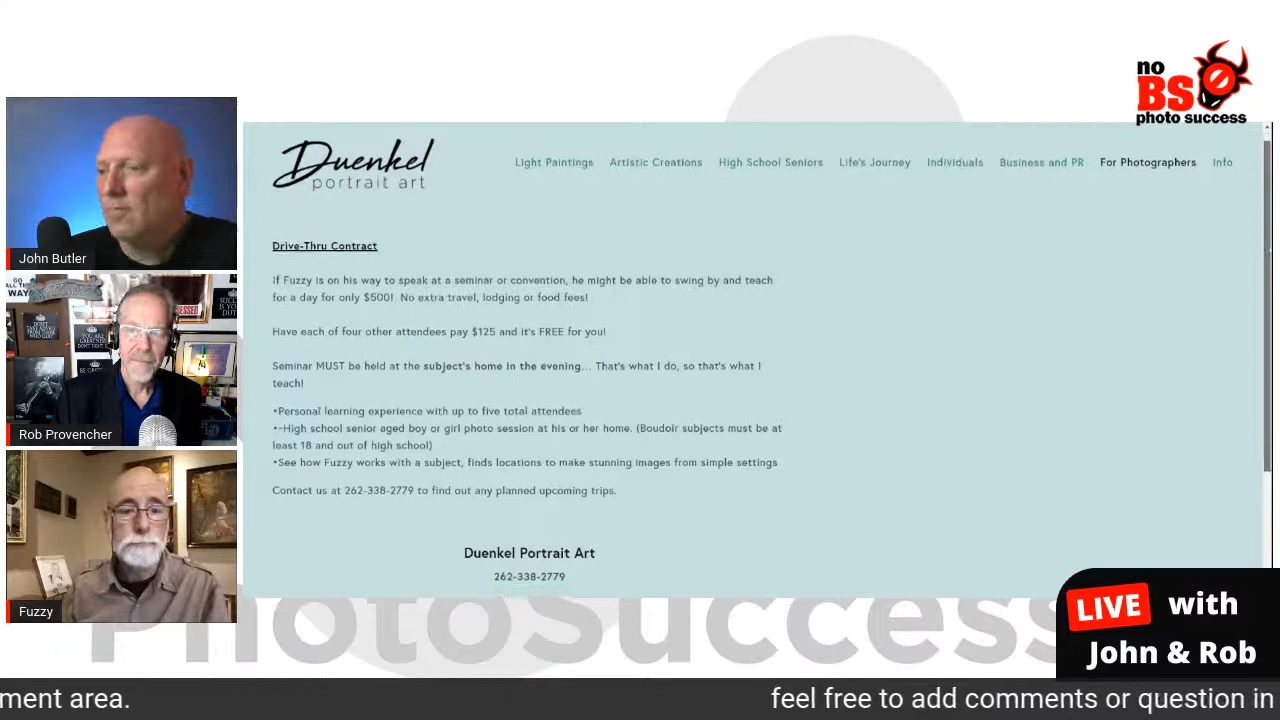 no
BS
photo success
John Butler
GO
ALL THE
WAY
Rob Provencher
Fuzzy
Duenkel
portrait art
Light Paintings Artistic Creations High School Seniors Life's Journey Individuals Business and PR For Photographers Info
Drive-Thru Contract
If Fuzzy is on his way to speak at a seminar or convention, he might be able to swing by and teach
for a day for only $500! No extra travel, lodging or food fees!
Have each of four other attendees pay $125 and it's FREE for you!
Seminar MUST be held at the subject's home in the evening... That's what I do, so that's what I
teach!
•Personal learning experience with up to five total attendees
•-High school senior aged boy or girl photo session at his or her home. (Boudoir subjects must be at
least 18 and out of high school)
•See how Fuzzy works with a subject, finds locations to make stunning images from simple settings
Contact us at 262-338-2779 to find out any planned upcoming trips.
Duenkel Portrait Art
262-338-2779
PhotoSuccess
LIVE with
John & Rob
ment area. feel free to add comments or question in